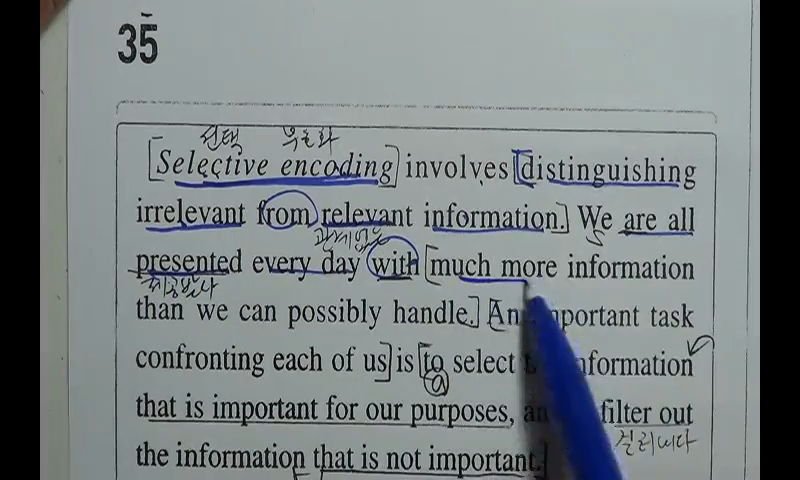 35
선택
Selective encoding involves distinguishing
irrelevant from relevant information. We are all
관계없는
presented every day with much more information
제공받다
than we can possibly handle. An important task
confronting each of us is to select information
that is important for our purposes, filter out
걸러내다
the information that is not important.